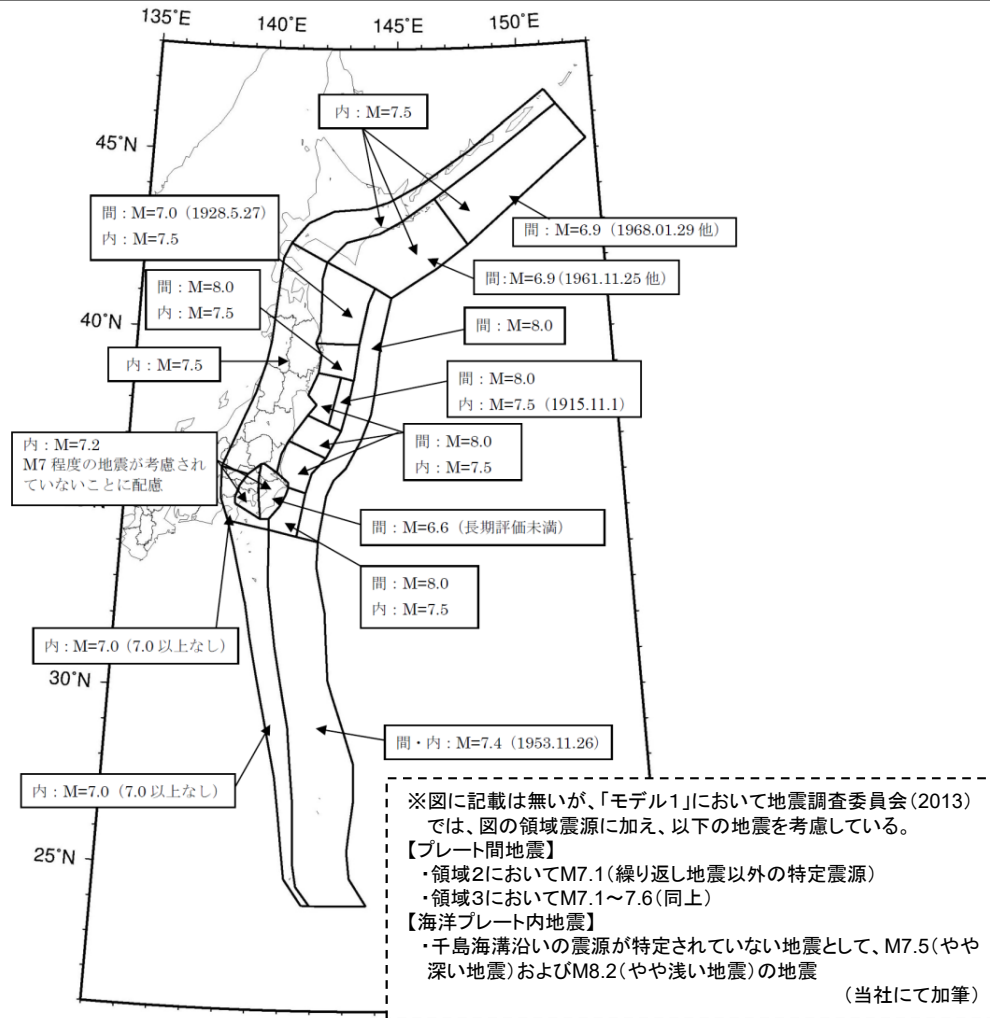 135˚E
140˚E
145˚E
150˚E
内：M=7.5
45˚N
間：M=7.0（1928.5.27）
内：M=7.5
間：M=6.9（1968.01.29 他）
間：M=6.9（1961.11.25 他）
間：M=8.0
内：M=7.5
40˚N
間：M=8.0
内：M=7.5
間：M=8.0
内：M=7.5（1915.11.1）
間：M=8.0
内：M=7.5
内：M=7.2
M7 程度の地震が考慮され
ていないことに配慮
間：M=6.6（長期評価未満）
間：M=8.0
内：M=7.5
内：M=7.0（7.0 以上なし）
30˚N
間・内：M=7.4（1953.11.26）
内：M=7.0（7.0 以上なし）
25˚N
※図に記載は無いが、「モデル１」において地震調査委員会（2013）
では、図の領域震源に加え、以下の地震を考慮している。
【プレート間地震】
・領域２においてM7.1（繰り返し地震以外の特定震源）
・領域３においてM7.1～7.6（同上）
【海洋プレート内地震】
・千島海溝沿いの震源が特定されていない地震として、M7.5（やや
深い地震）およびM8.2（やや浅い地震）の地震
（当社にて加筆）